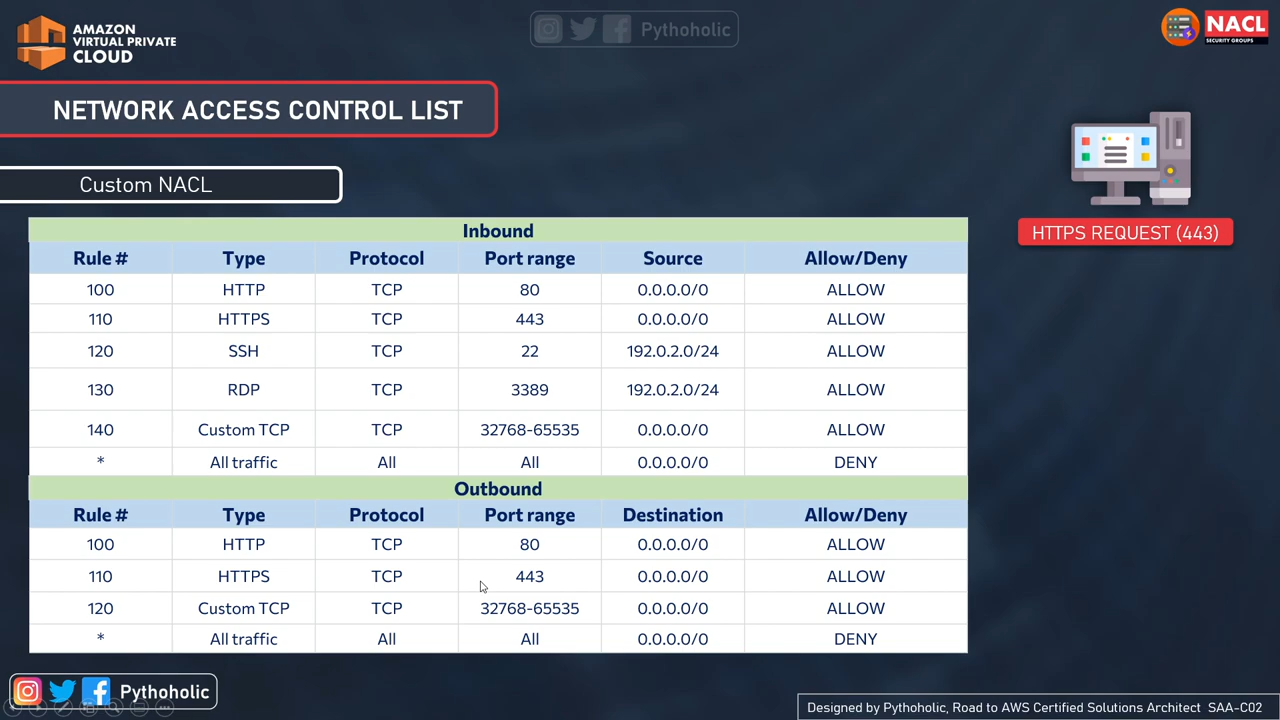 AMAZON
VIRTUAL PRIVATE
CLOUD
Pythoholic
NACL
SECURITY GROUPS
NETWORK ACCESS CONTROL LIST
Custom NACL
HTTPS REQUEST (443)
Inbound
Rule # Type Protocol Port range Source Allow/Deny
100 HTTP TCP 80 0.0.0.0/0 ALLOW
110 HTTPS TCP 443 0.0.0.0/0 ALLOW
120 SSH TCP 22 192.0.2.0/24 ALLOW
130 RDP TCP 3389 192.0.2.0/24 ALLOW
140 Custom TCP TCP 32768-65535 0.0.0.0/0 ALLOW
* All traffic All All 0.0.0.0/0 DENY
Outbound
Rule # Type Protocol Port range Destination Allow/Deny
100 HTTP TCP 80 0.0.0.0/0 ALLOW
110 HTTPS TCP 443 0.0.0.0/0 ALLOW
120 Custom TCP TCP 32768-65535 0.0.0.0/0 ALLOW
* All traffic All All 0.0.0.0/0 DENY
Pythoholic
Designed by Pythoholic, Road to AWS Certified Solutions Architect SAA-C02